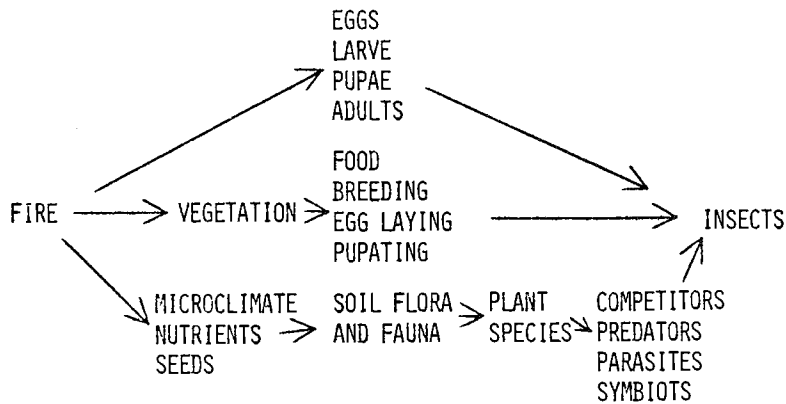 EGGS
LARVE
PUPAE
ADULTS
FOOD
BREEDING
FIRE
VEGETATION
EGG LAYING
PUPATING
INSECTS
MICROCLIMATE
NUTRIENTS
SEEDS
SOIL FLORA
AND FAUNA
PLANT
SPECIES
COMPETITORS
PREDATORS
PARASITES
SYMBIOTS